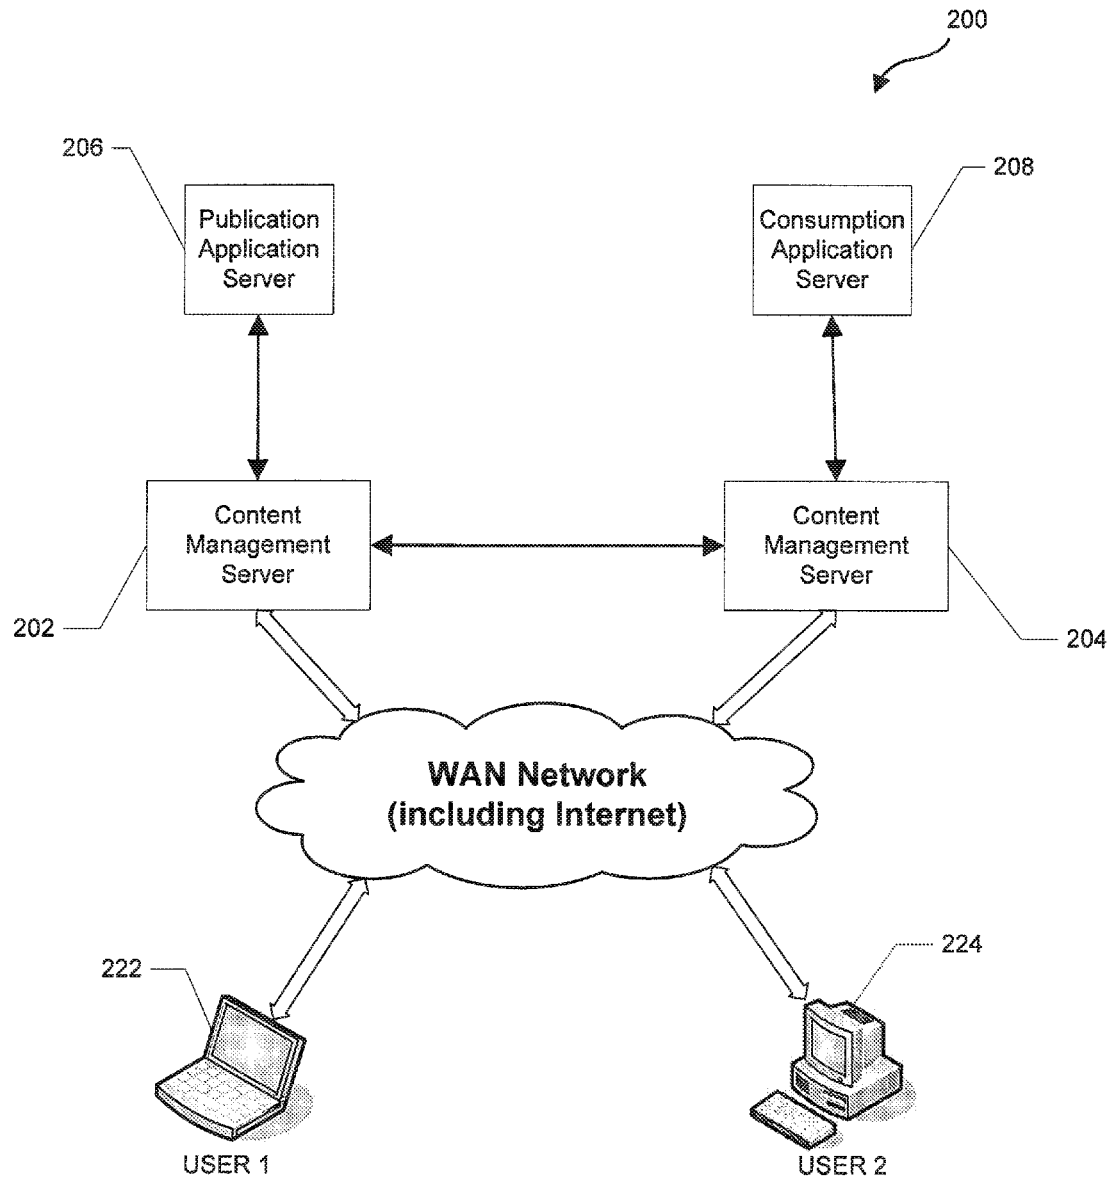 200
206
208
Publication
Application
Server
Consumption
Application
Server
Content
Management
Server
Content
Management
Server
202
204
WAN Network
(including Internet)
222
224
USER 1
USER 2